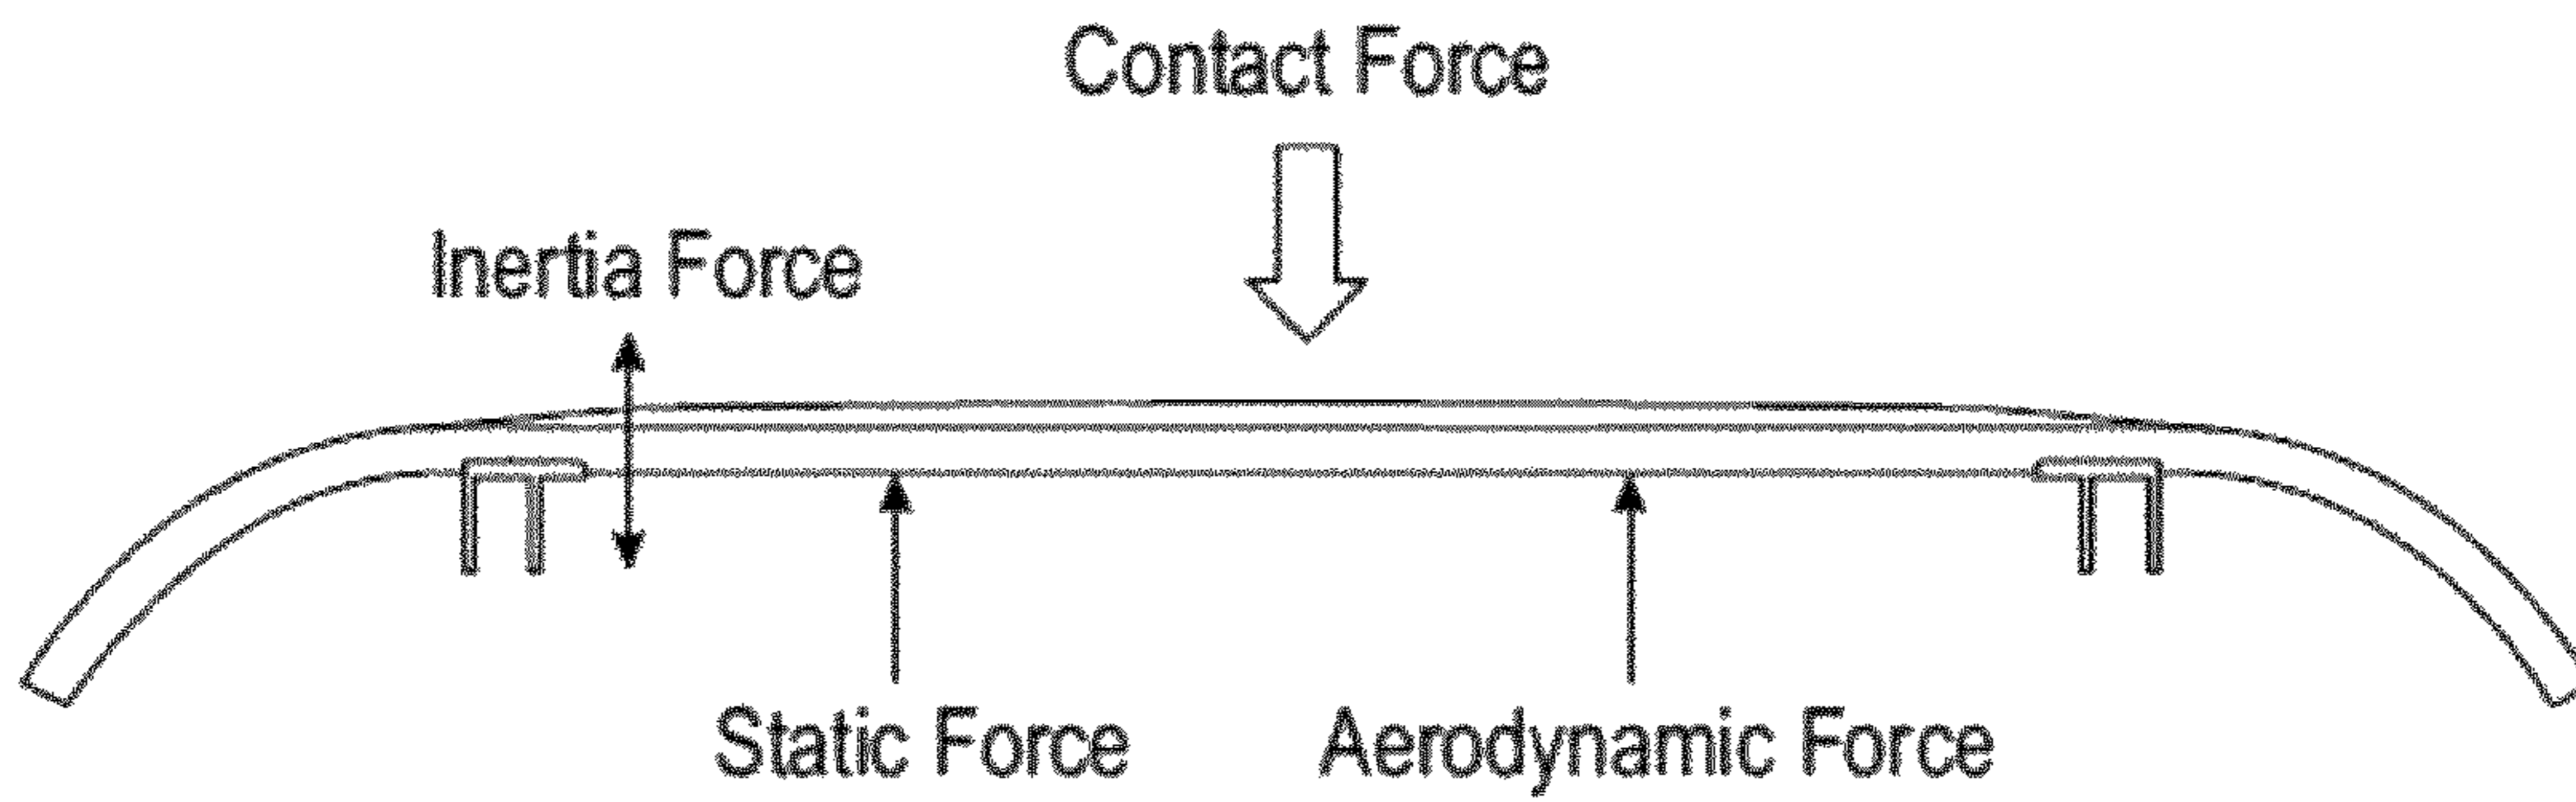 Contact Force
Inertia Force
Static Force
Aerodynamic Force